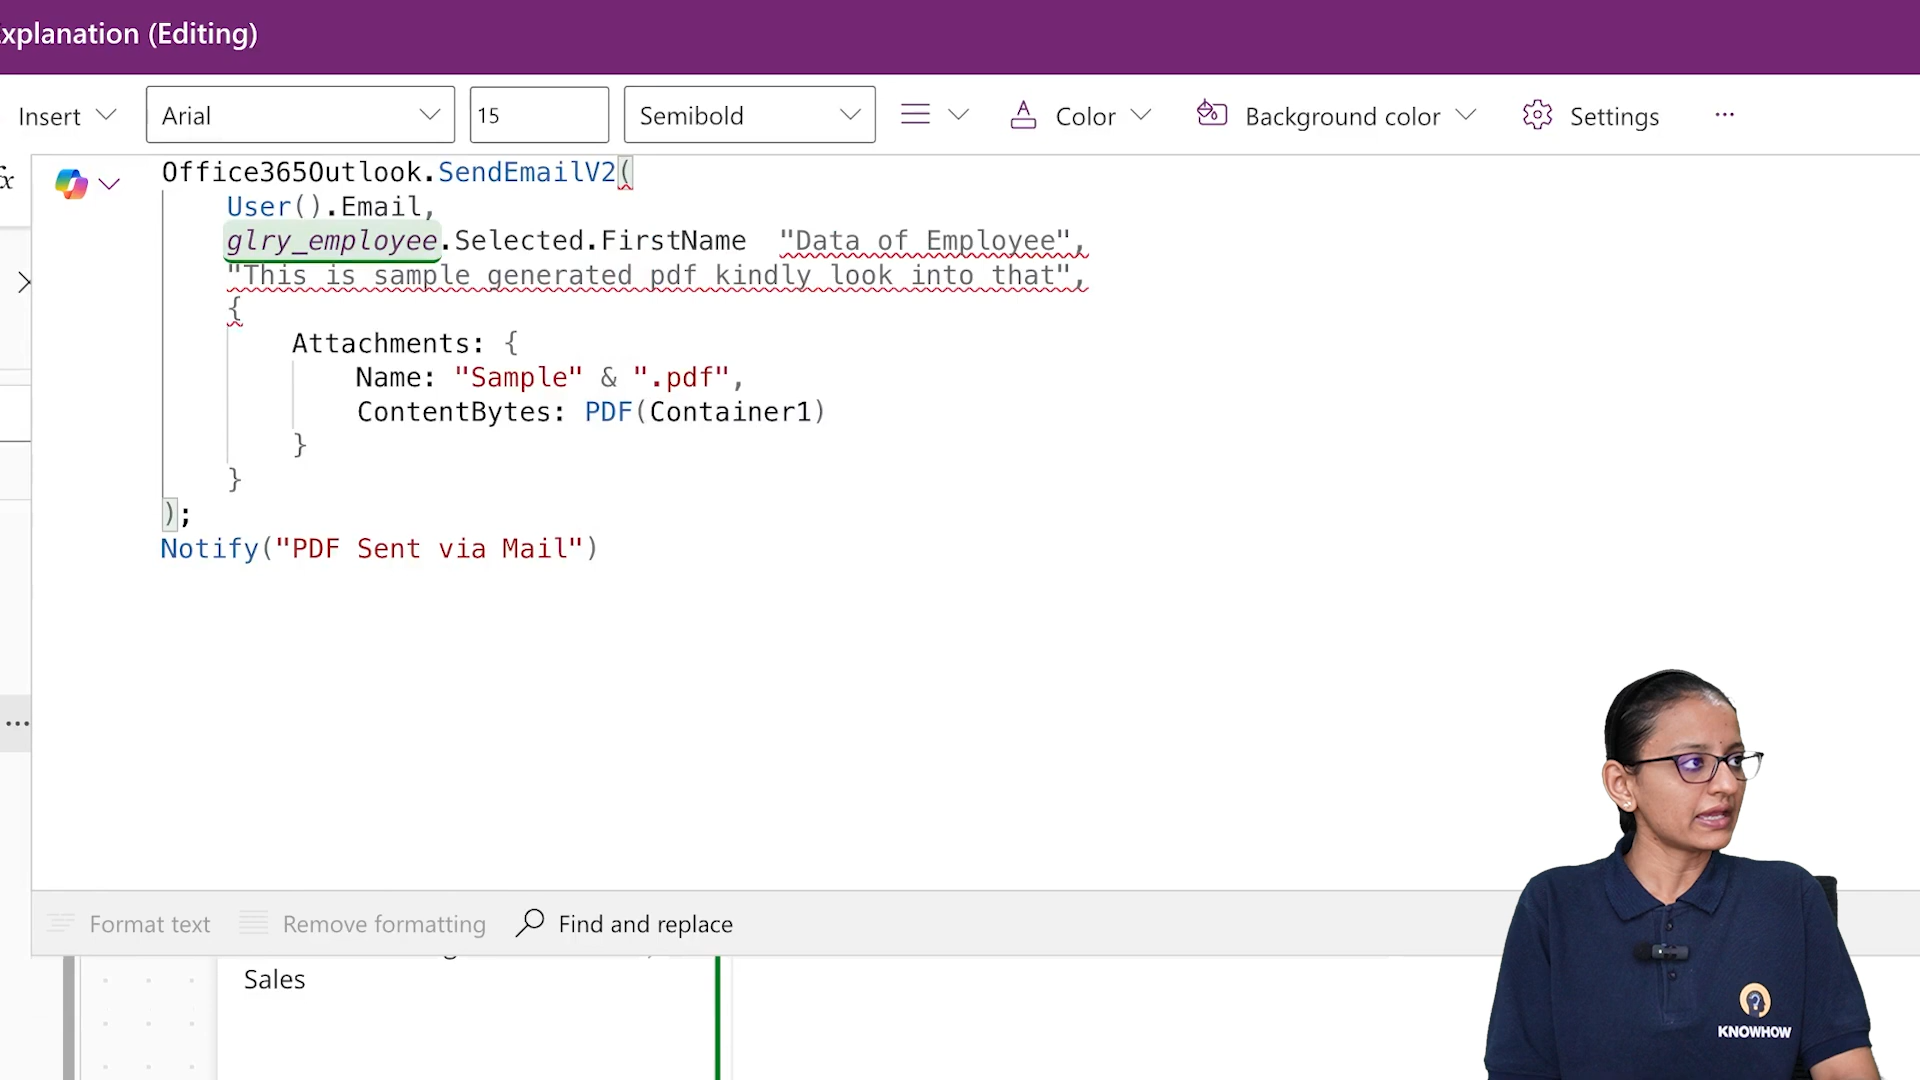 xplanation (Editing)
Insert
Arial
15
Semibold
Color
Background color
Settings
fx
Office365Outlook.SendEmailV2(
User().Email,
glry_employee.Selected.FirstName  "Data of Employee",
"This is sample generated pdf kindly look into that",
{
Attachments: {
Name: "Sample" & ".pdf",
ContentBytes: PDF(Container1)
}
}
);
Notify("PDF Sent via Mail")
Format text
Remove formatting
Find and replace
Sales
KNOWHOW